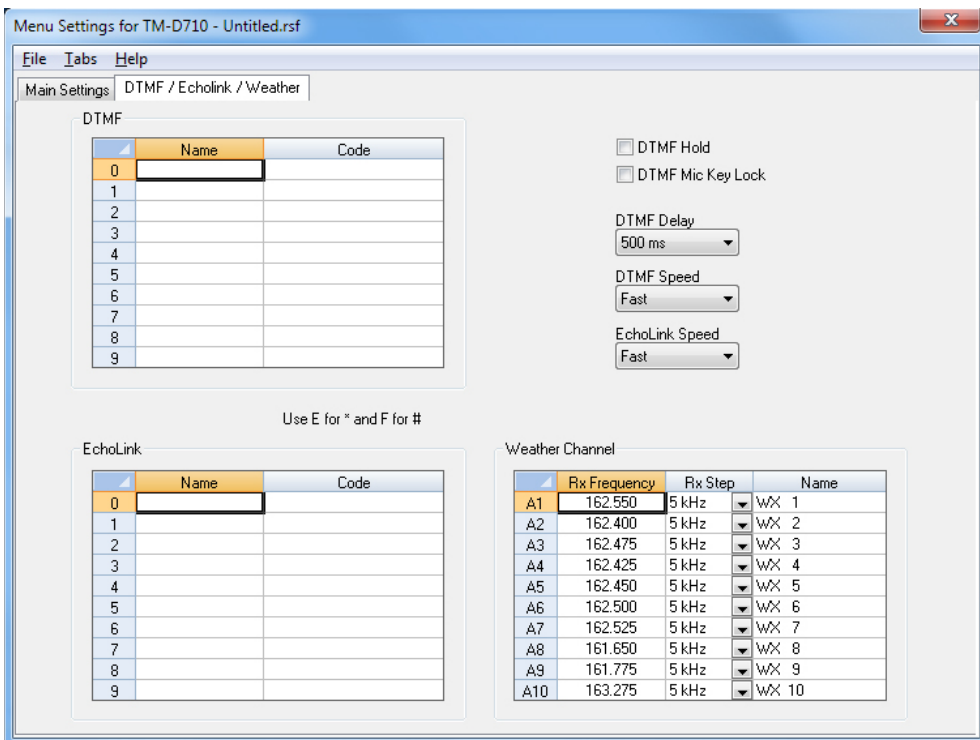 Menu Settings for TM-D710 - Untitled.rsf
File Tabs Help
Main Settings DTMF / Echolink / Weather
DTMF
Name Code
0
1
2
3
4
5
6
7
8
9
DTMF Hold
DTMF Mic Key Lock
DTMF Delay
500 ms
DTMF Speed
Fast
EchoLink Speed
Fast
Use E for * and F for #
EchoLink
Name Code
0
1
2
3
4
5
6
7
8
9
Weather Channel
Rx Frequency Rx Step Name
A1 162.550 5 kHz WX 1
A2 162.400 5 kHz WX 2
A3 162.475 5 kHz WX 3
A4 162.425 5 kHz WX 4
A5 162.450 5 kHz WX 5
A6 162.500 5 kHz WX 6
A7 162.525 5 kHz WX 7
A8 161.650 5 kHz WX 8
A9 161.775 5 kHz WX 9
A10 163.275 5 kHz WX 10